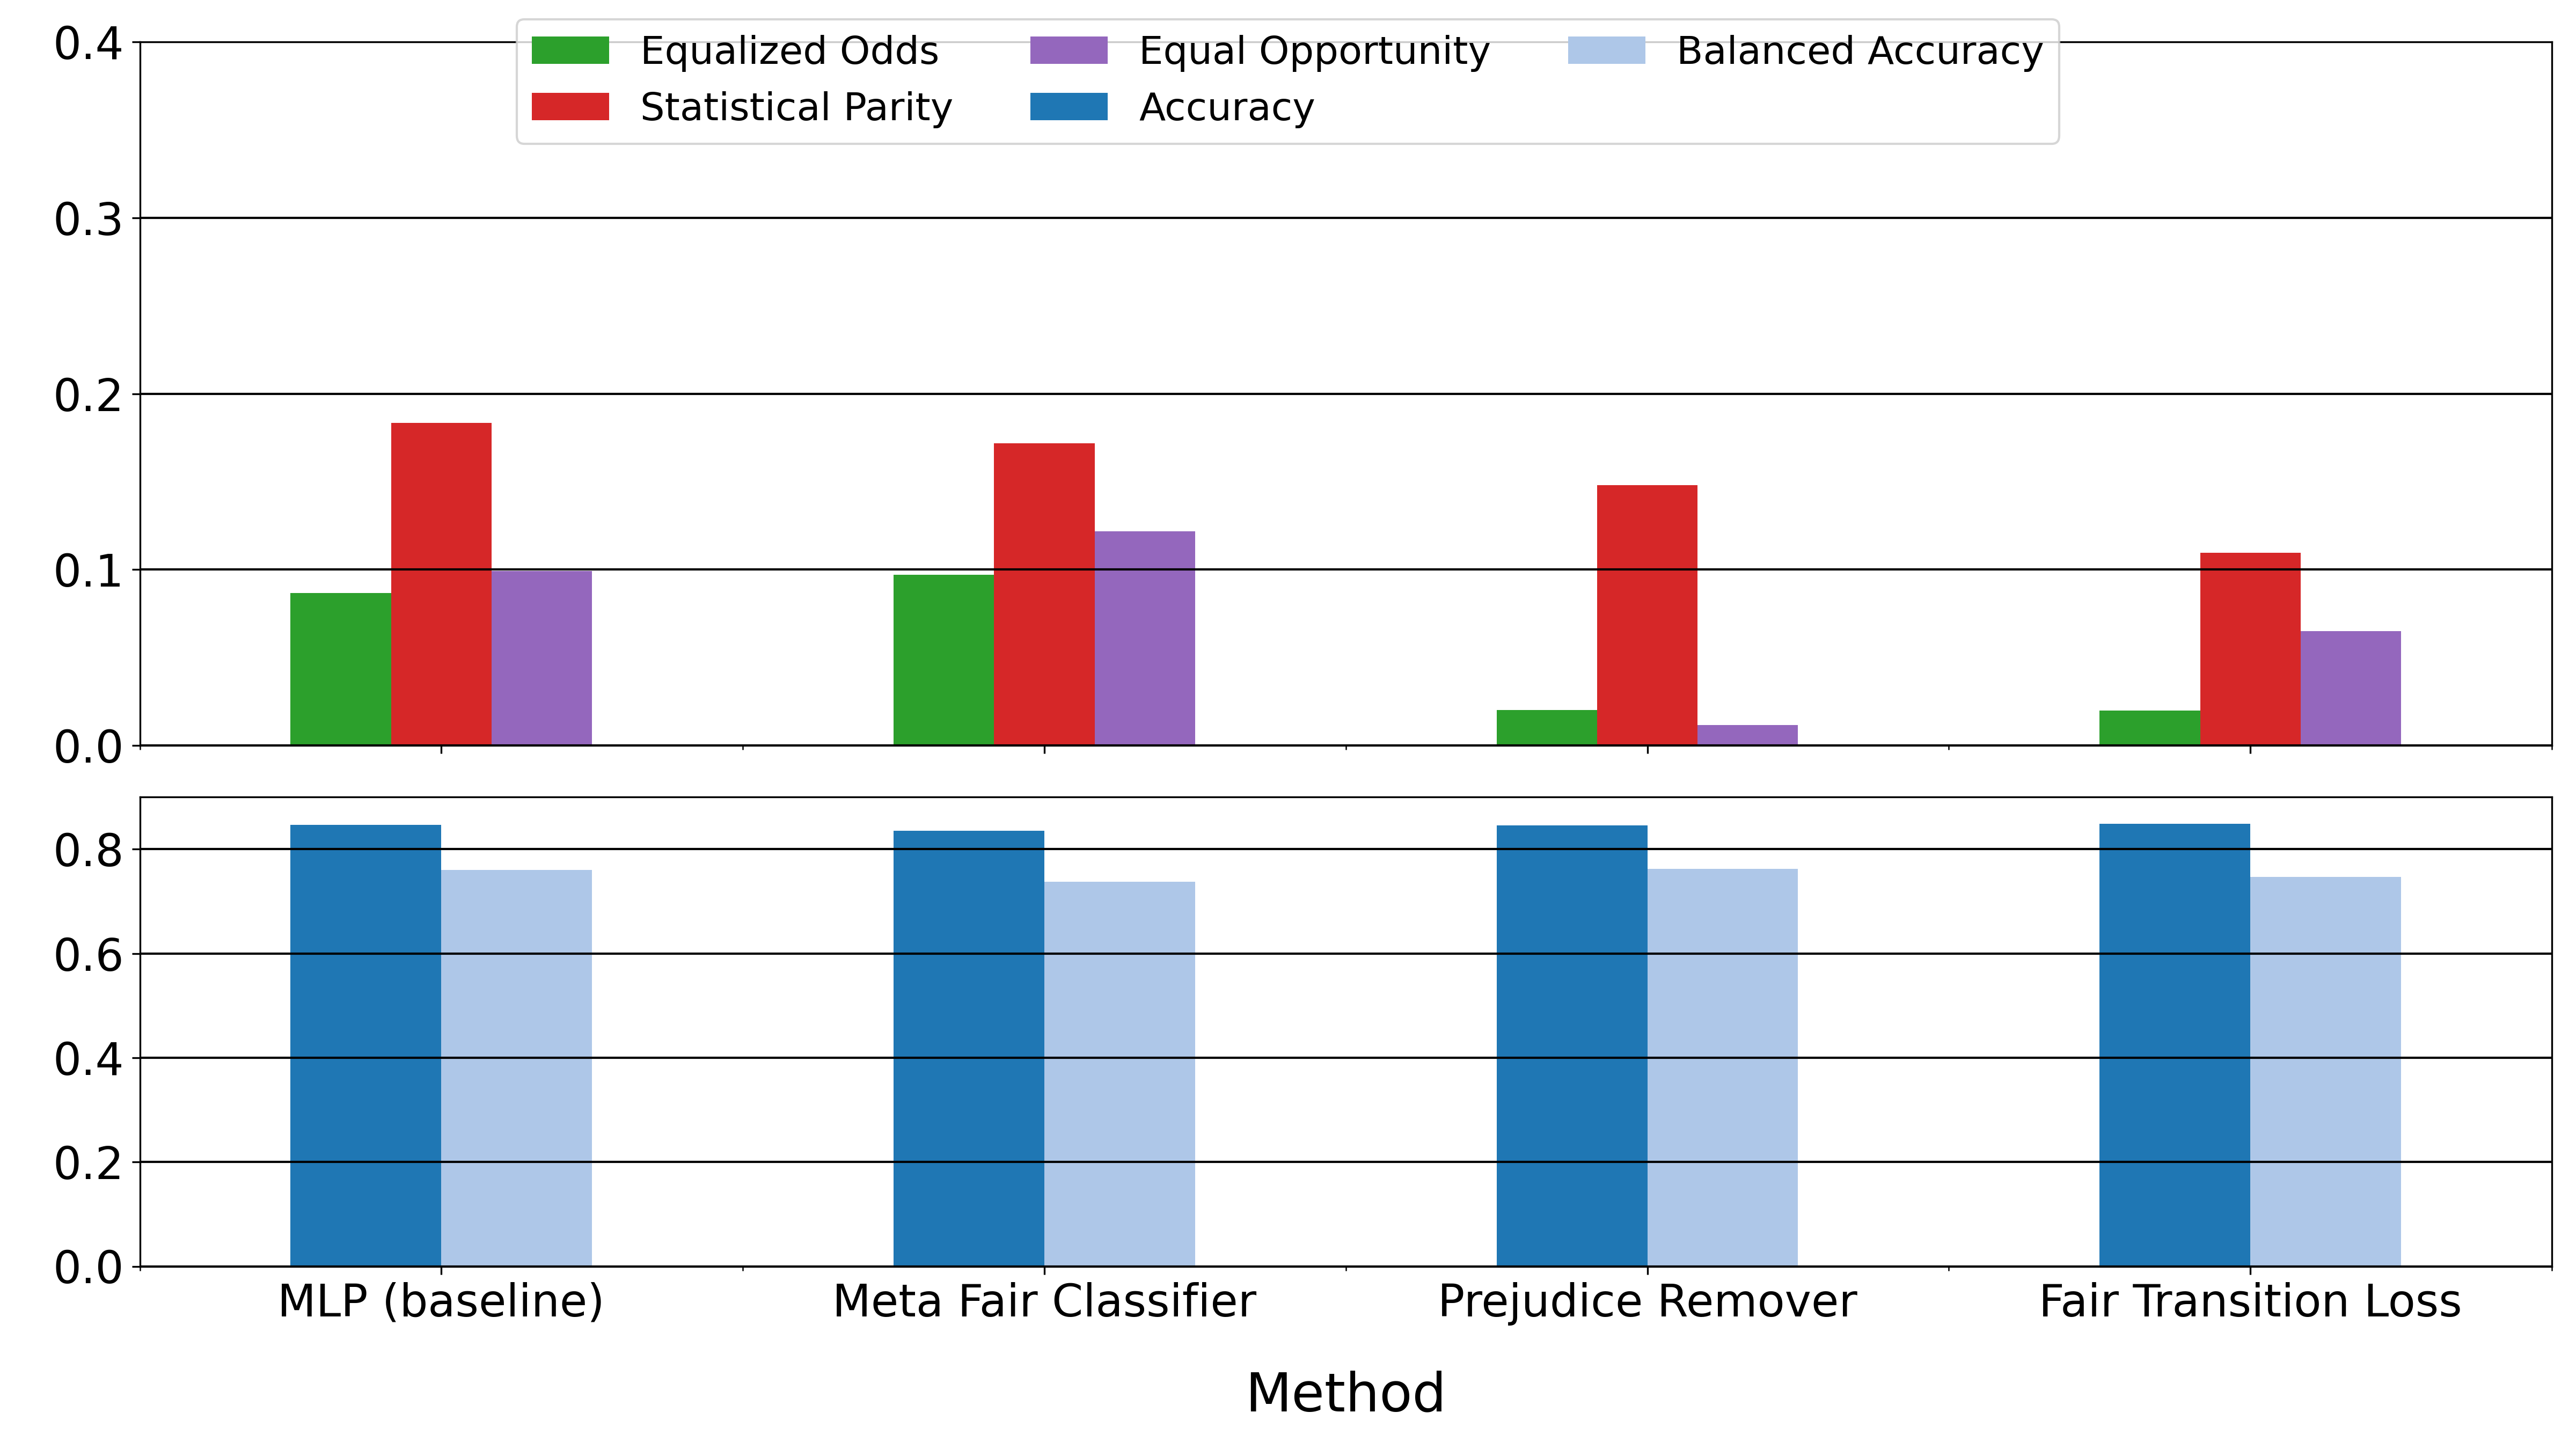 Equalized Odds
Statistical Parity
Equal Opportunity
Accuracy
Balanced Accuracy
0.4
0.3
0.2
0.1
0.0
0.8
0.6
0.4
0.2
0.0
MLP (baseline)
Meta Fair Classifier
Prejudice Remover
Fair Transition Loss
Method